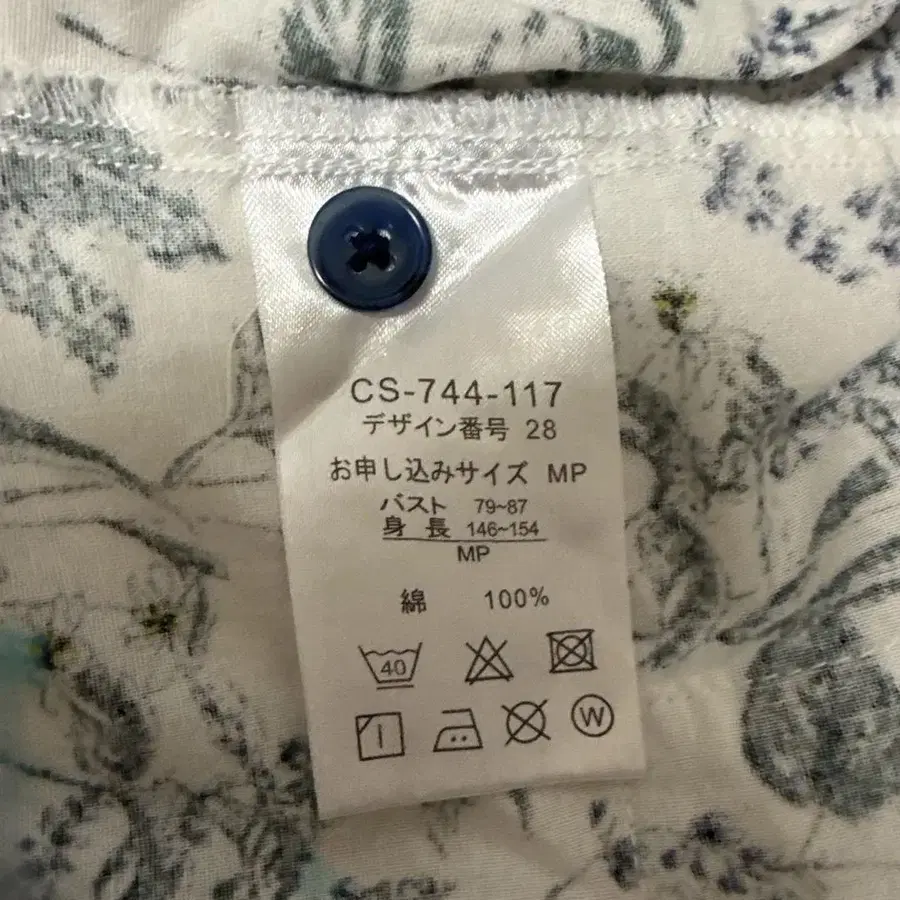 CS-744-117
デザイン番号 28
お申し込みサイズ MP
バスト 79~87
身 長 146~154
MP
綿 100%
40
W